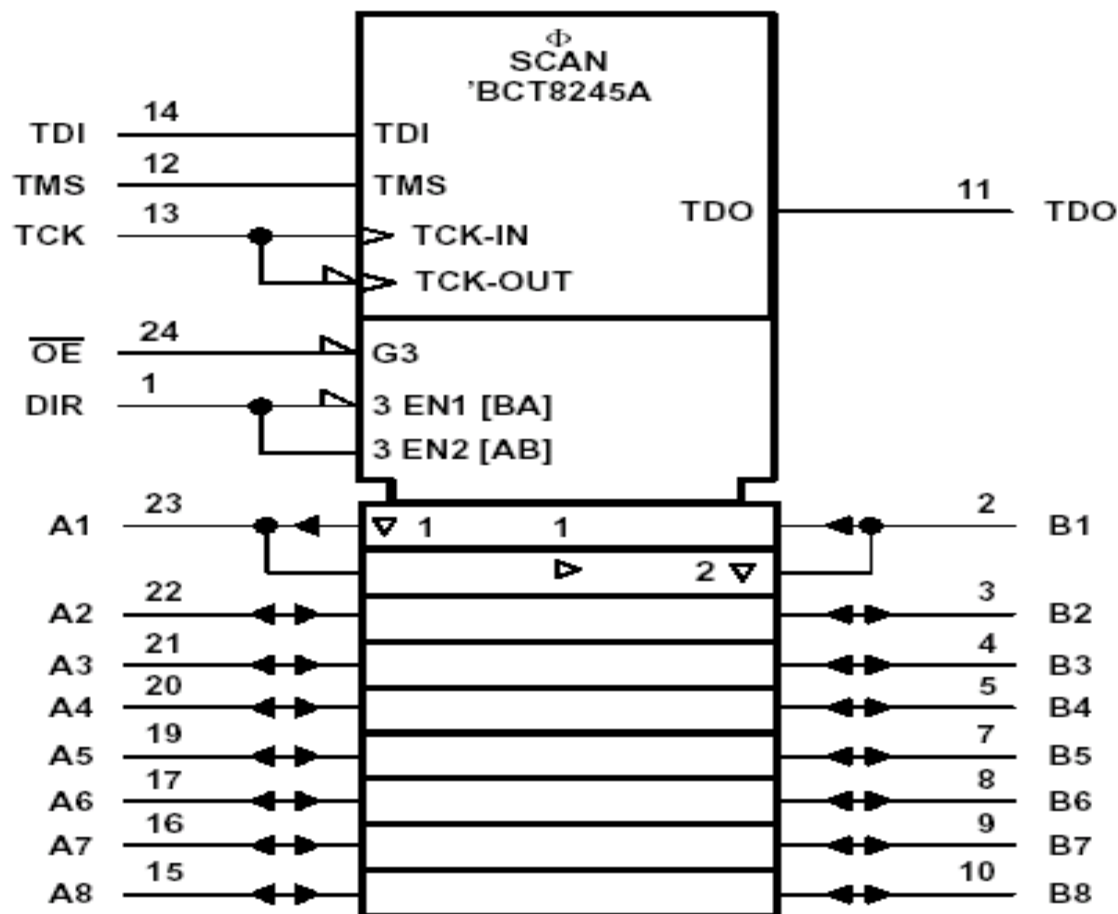 Φ
SCAN
'BCT8245A
TDI 14 TDI
TMS 12 TMS
TDO 11 TDO
TCK 13 TCK-IN
TCK-OUT
OE 24 G3
DIR 1 3 EN1 [BA]
3 EN2 [AB]
A1 23 1 1 2 B1
2
A2 22 3 B2
A3 21 4 B3
A4 20 5 B4
A5 19 7 B5
A6 17 8 B6
A7 16 9 B7
A8 15 10 B8